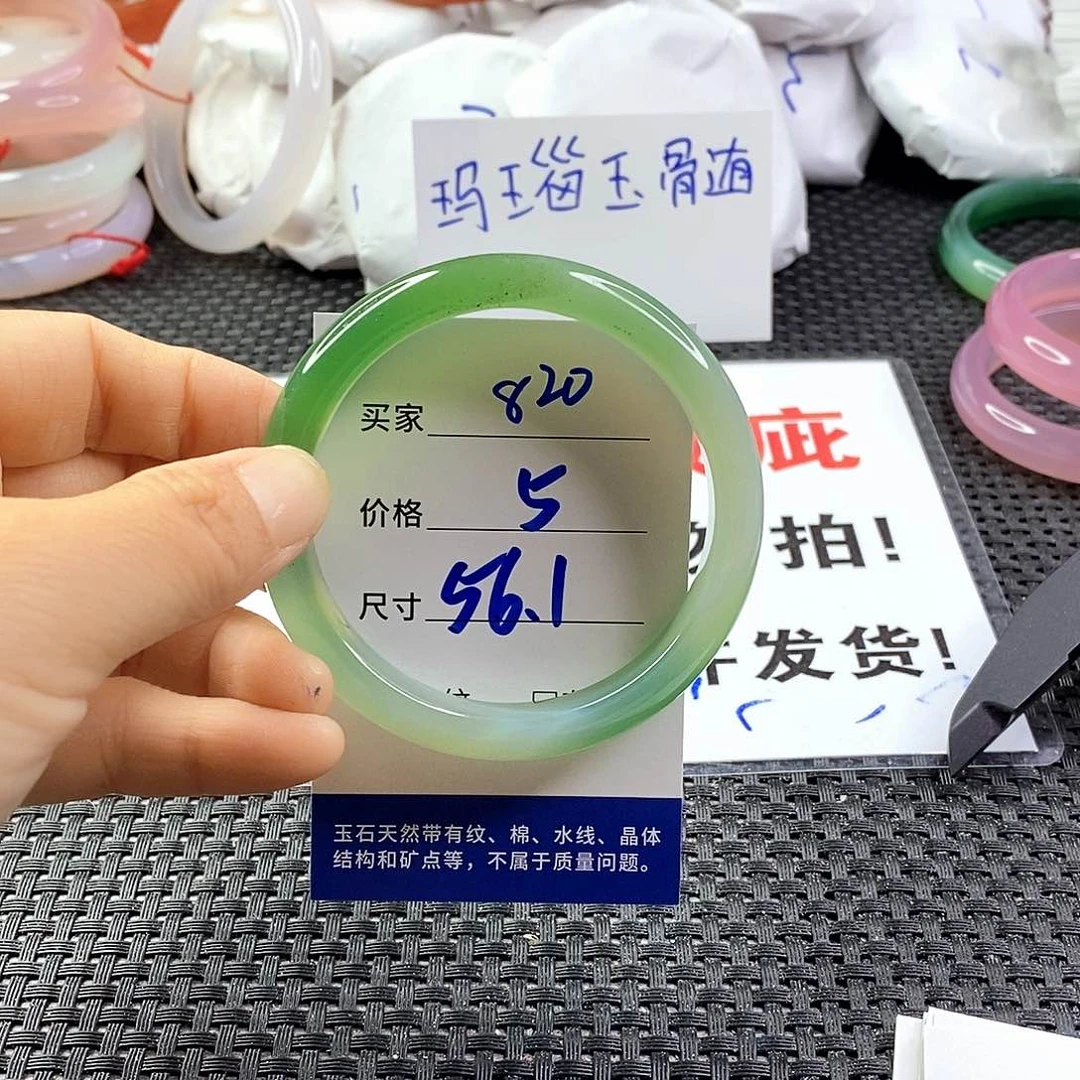 玛瑙玉骨髓
买家 820
价格 5
尺寸 56.1
疵
拍!
发货!
玉石天然带有纹、棉、水线、晶体
结构和矿点等，不属于质量问题。